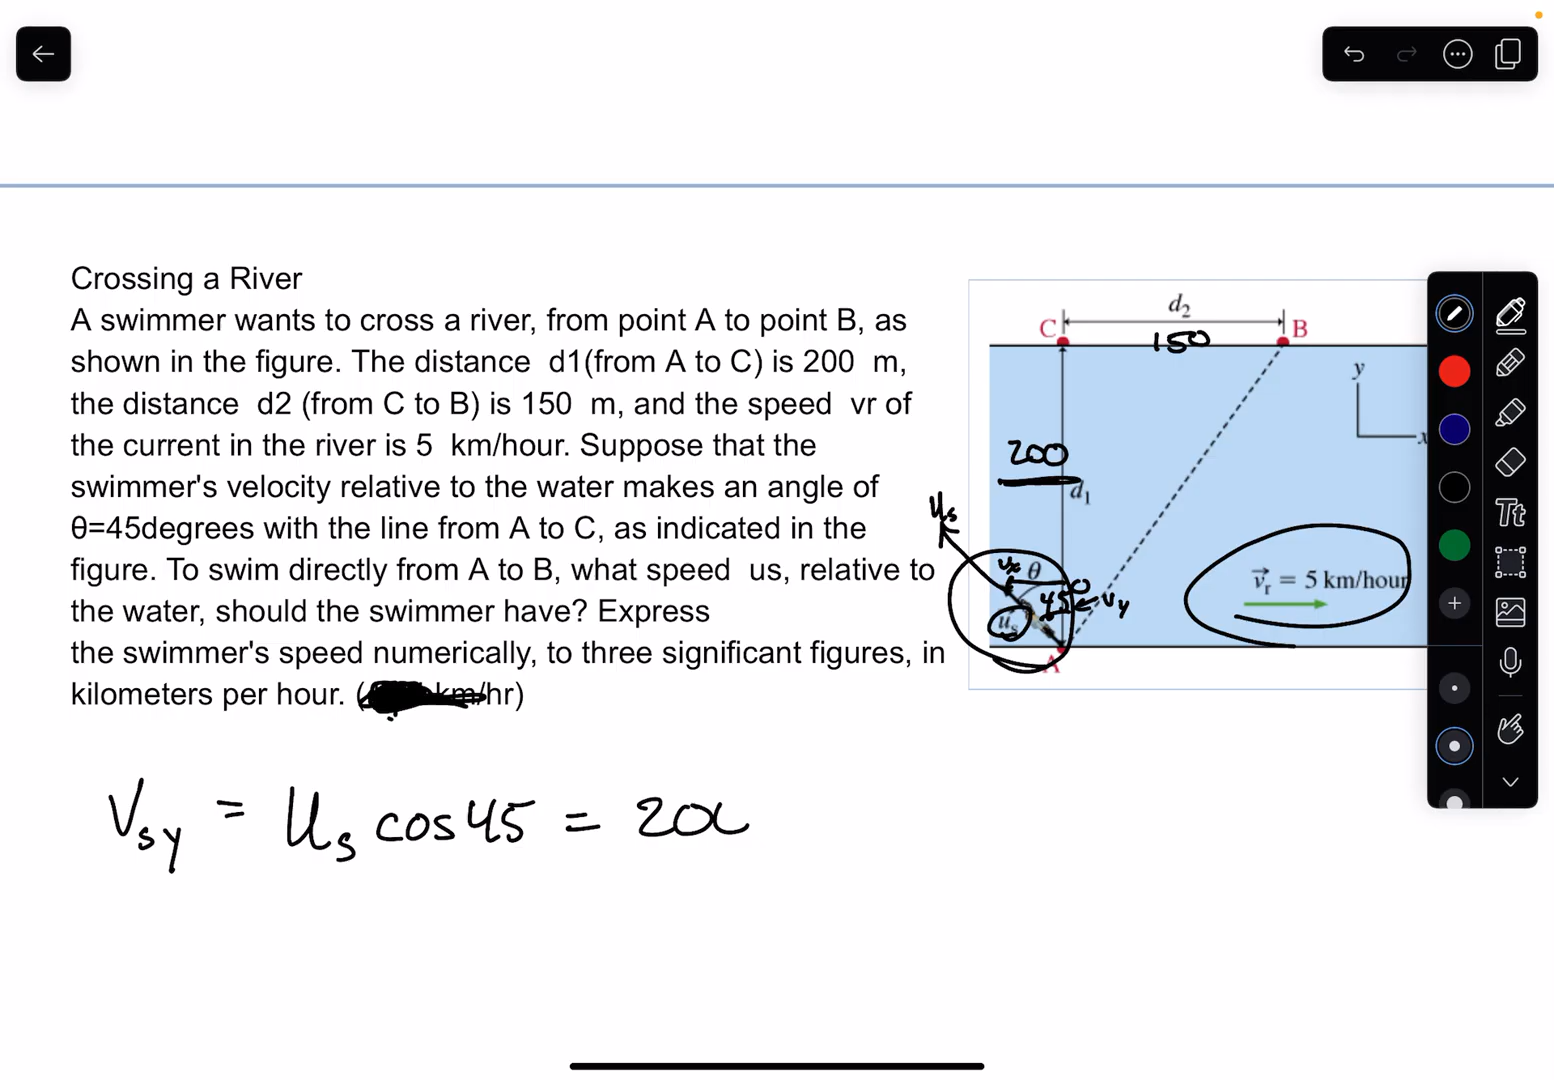 Crossing a River
A swimmer wants to cross a river, from point A to point B, as
shown in the figure. The distance d1(from A to C) is 200 m,
the distance d2 (from C to B) is 150 m, and the speed vr of
the current in the river is 5 km/hour. Suppose that the
swimmer's velocity relative to the water makes an angle of
θ=45degrees with the line from A to C, as indicated in the
figure. To swim directly from A to B, what speed us, relative to
the water, should the swimmer have? Express
the swimmer's speed numerically, to three significant figures, in
kilometers per hour. ( km/hr)
d₂
C B
150
y
x
200
d₁
us
vx θ
45° vy
us
v⃗r = 5 km/hour
A
Vsy = Us cos45 = 2α
Tt